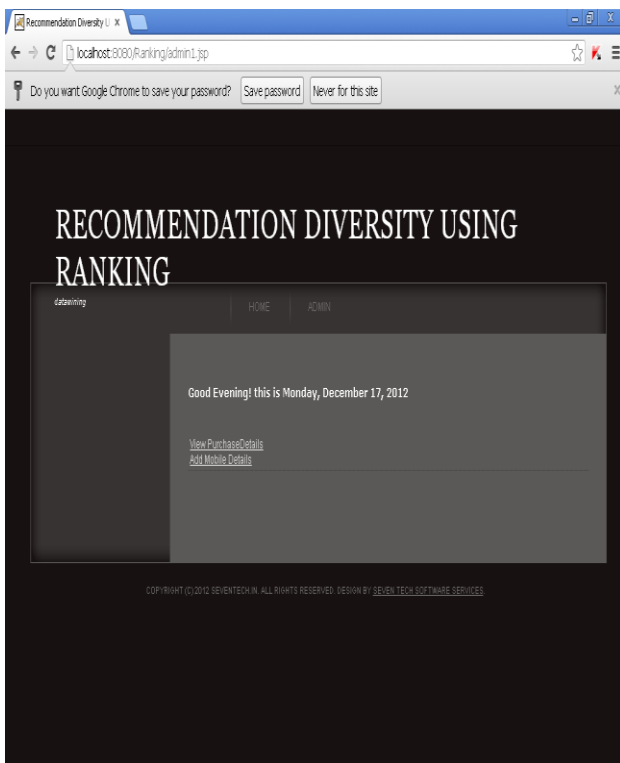 Recommendation Diversity U
localhost:8080/Ranking/admin1.jsp
Do you want Google Chrome to save your password? Save password Never for this site
RECOMMENDATION DIVERSITY USING
RANKING
datamining
HOME ADMIN
Good Evening! this is Monday, December 17, 2012
View PurchaseDetails
Add Mobile Details
COPYRIGHT (C)2012 SEVENTECH.IN. ALL RIGHTS RESERVED. DESIGN BY SEVEN TECH SOFTWARE SERVICES